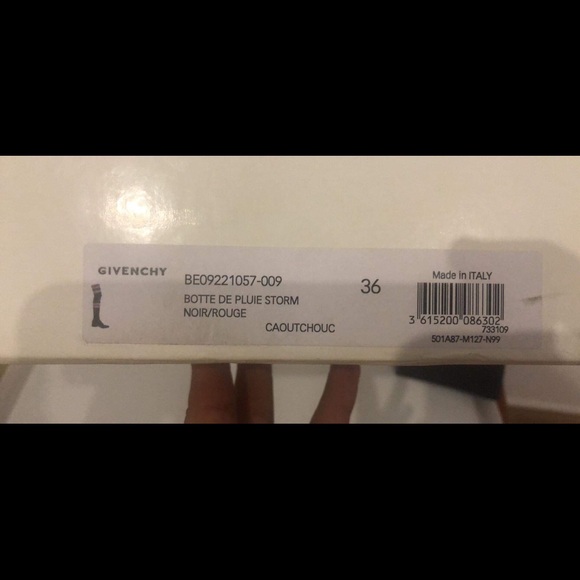 GIVENCHY
BE09221057-009
BOTTE DE PLUIE STORM
NOIR/ROUGE
CAOUTCHOUC
36
Made in ITALY
3 615200 086302
733109
501A87-M127-N99